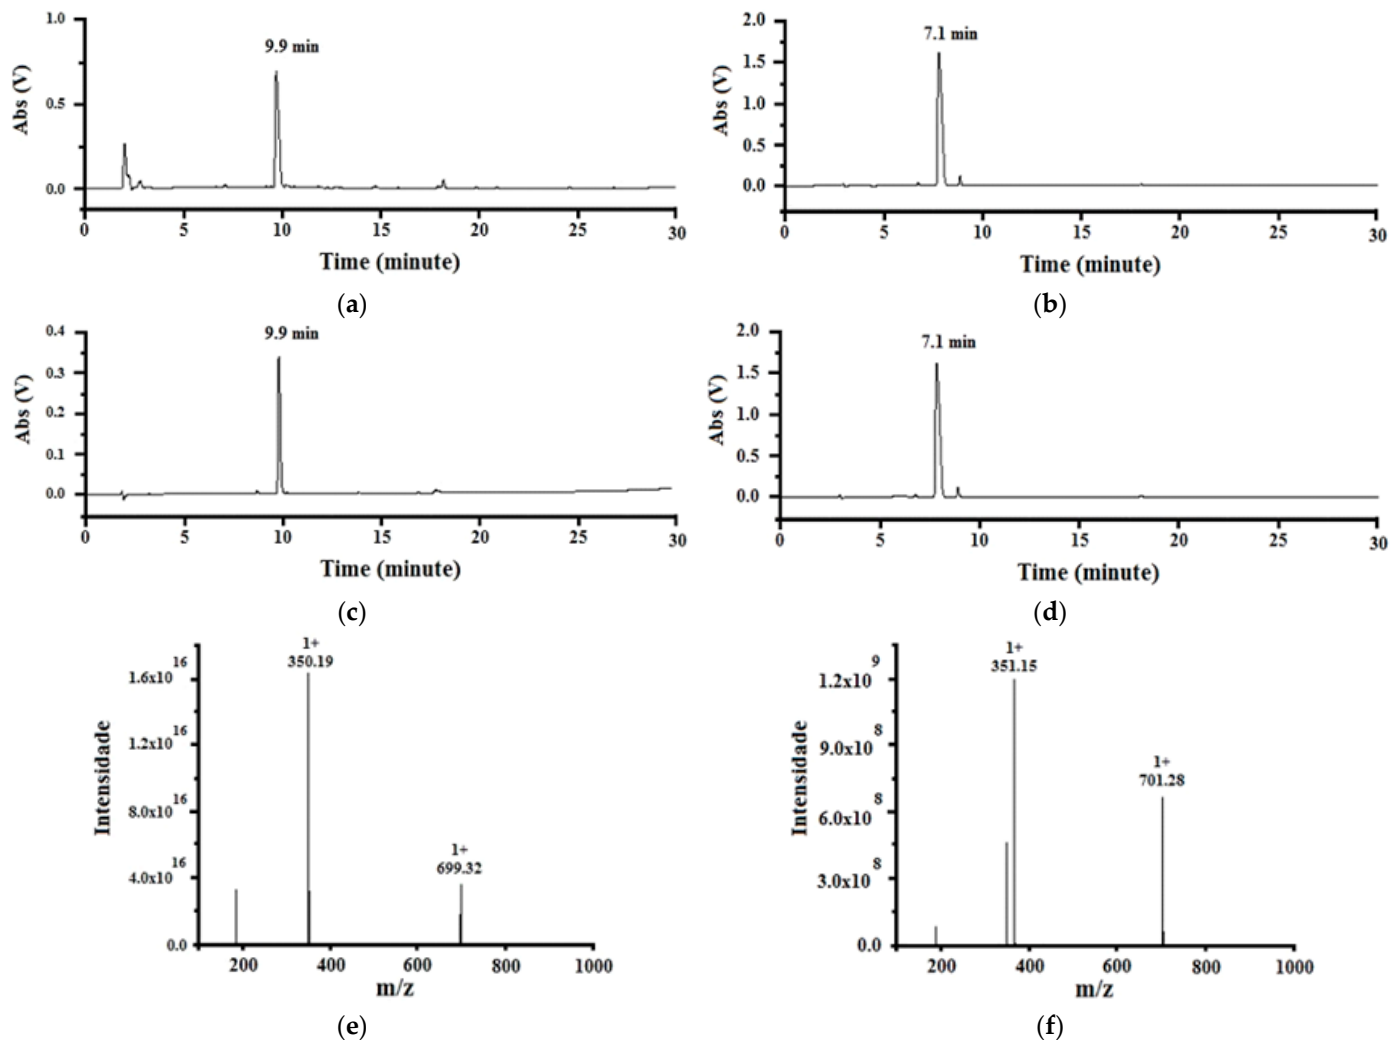 1.0
9.9 min
Abs (V)
0.5
0.0
0 5 10 15 20 25 30
Time (minute)
(a)
2.0
7.1 min
1.5
Abs (V)
1.0
0.5
0.0
0 5 10 15 20 25 30
Time (minute)
(b)
0.4
9.9 min
0.3
Abs (V)
0.2
0.1
0.0
0 5 10 15 20 25 30
Time (minute)
(c)
2.0
7.1 min
1.5
Abs (V)
1.0
0.5
0.0
0 5 10 15 20 25 30
Time (minute)
(d)
1+
350.19
1.6x10^16
1.2x10^16
Intensidade
8.0x10^16
1+
699.32
4.0x10^16
0.0
200 400 600 800 1000
m/z
(e)
1+
351.15
1.2x10^9
9.0x10^8
Intensidade
1+
701.28
6.0x10^8
3.0x10^8
0.0
200 400 600 800 1000
m/z
(f)